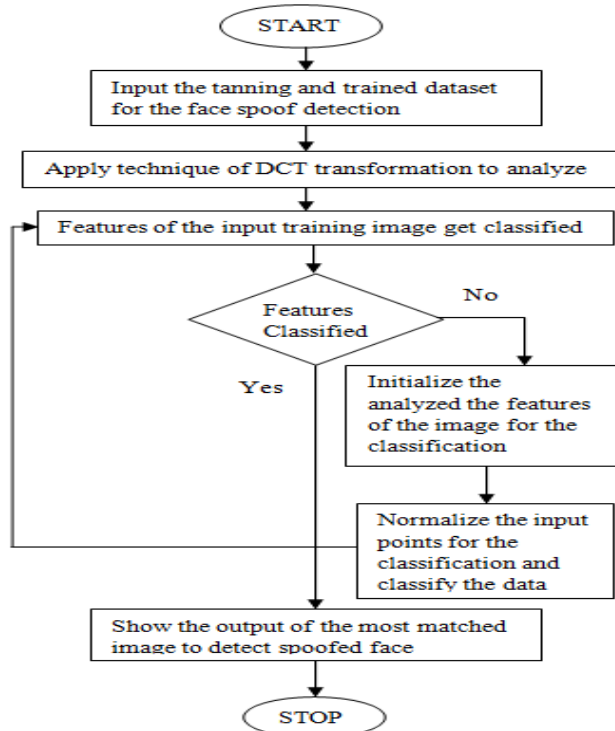 START
Input the tanning and trained dataset
for the face spoof detection
Apply technique of DCT transformation to analyze
Features of the input training image get classified
Features
Classified
No
Yes
Initialize the
analyzed the features
of the image for the
classification
Normalize the input
points for the
classification and
classify the data
Show the output of the most matched
image to detect spoofed face
STOP